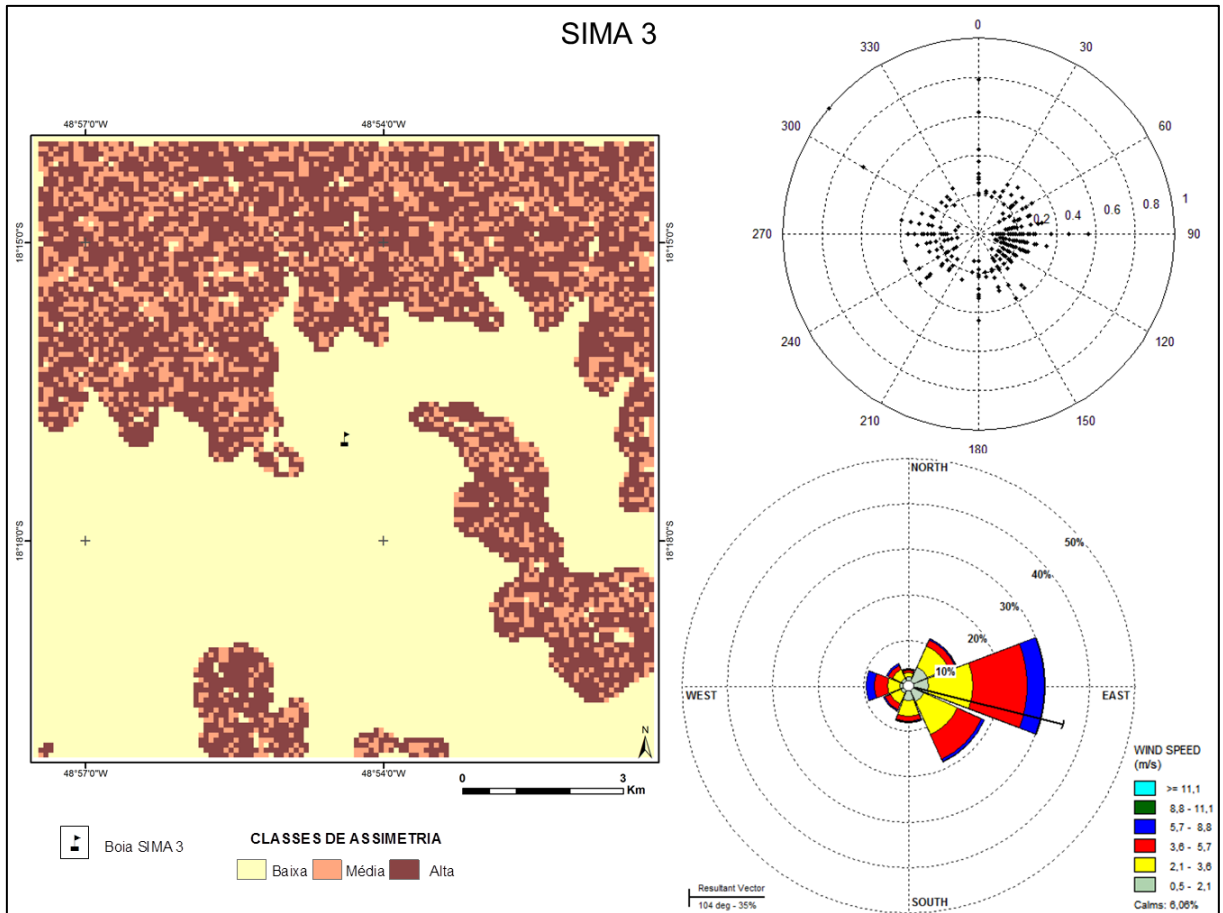 SIMA 3
48°57'0"W
48°54'0"W
18°15'0"S
18°15'0"S
18°18'0"S
18°18'0"S
48°57'0"W
48°54'0"W
N
0
3
Km
Boia SIMA 3
CLASSES DE ASSIMETRIA
Baixa
Média
Alta
0
30
60
90
120
150
180
210
240
270
300
330
0.2
0.4
0.6
0.8
1
NORTH
EAST
SOUTH
WEST
10%
20%
30%
40%
50%
WIND SPEED
(m/s)
>= 11,1
8,8 - 11,1
5,7 - 8,8
3,6 - 5,7
2,1 - 3,6
0,5 - 2,1
Calms: 6,06%
Resultant Vector
104 deg - 35%